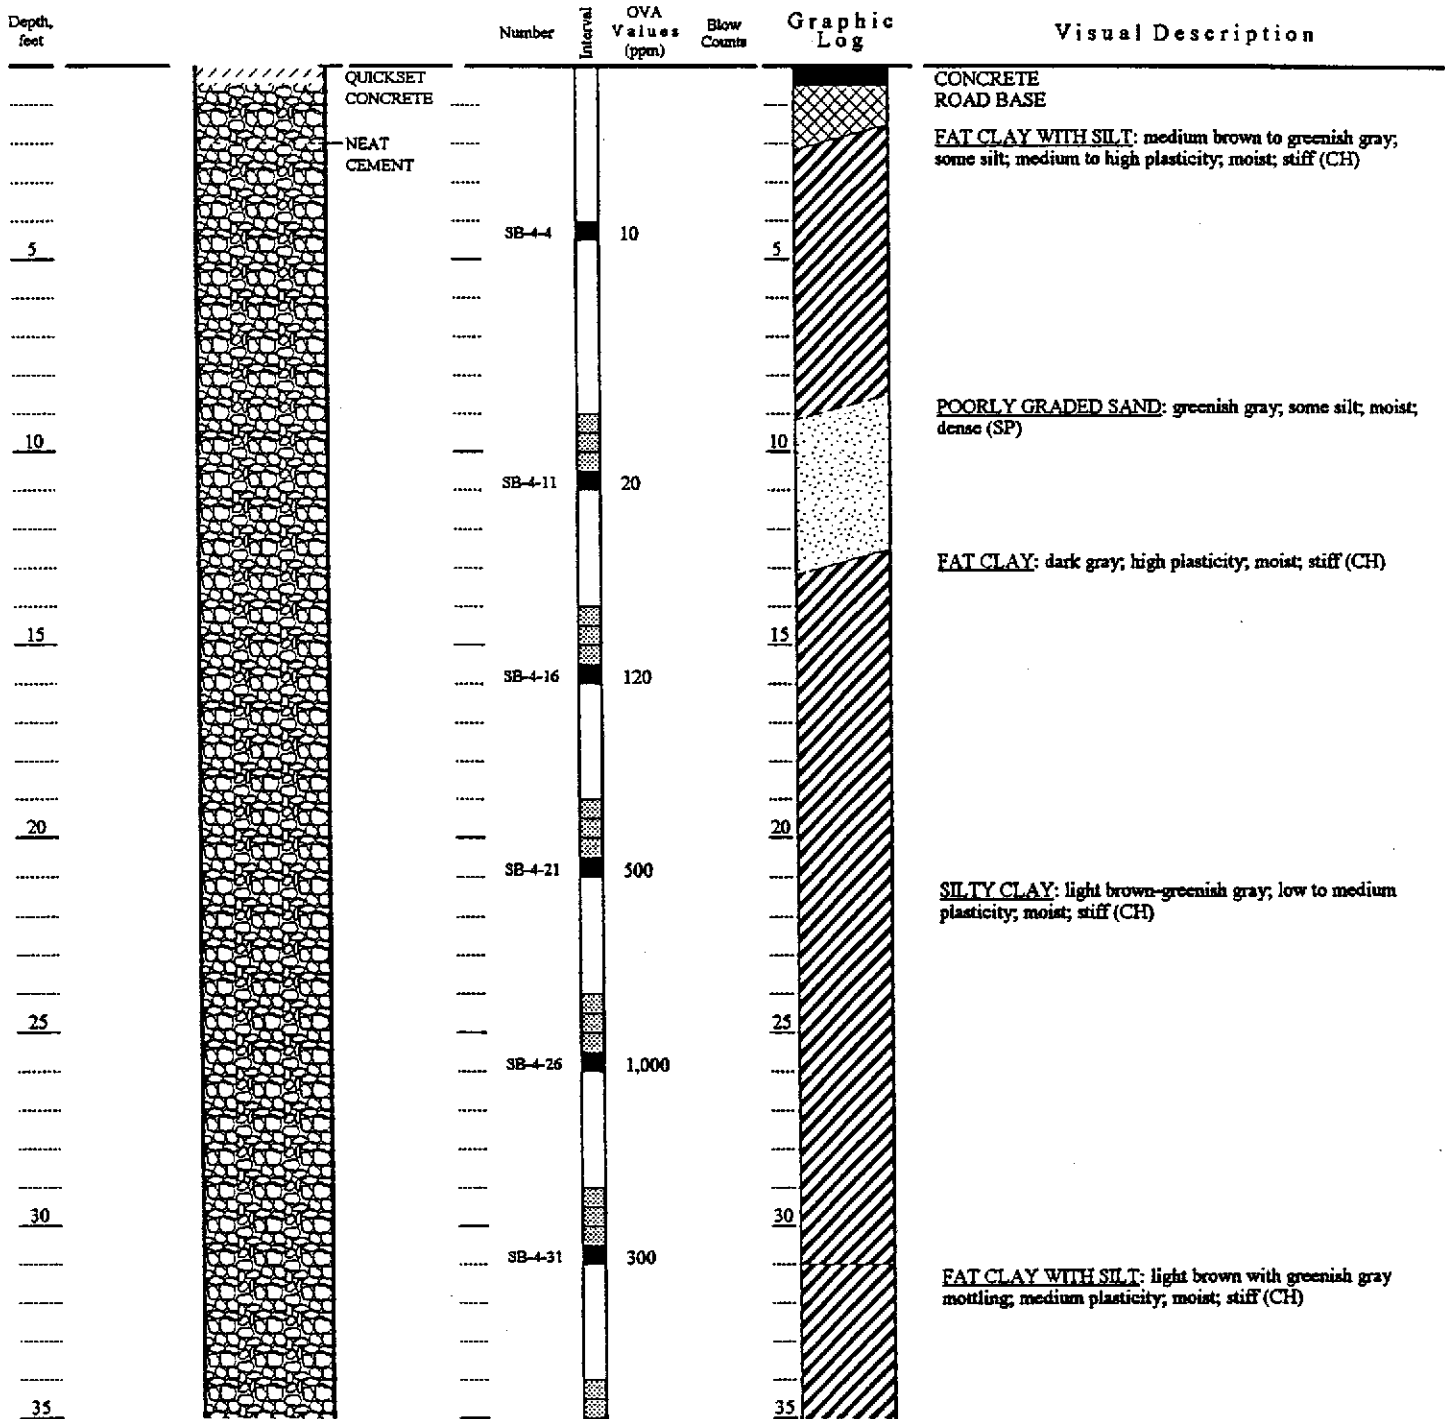 Depth, feet
Number
Interval
OVA Values (ppm)
Blow Counts
Graphic Log
Visual Description
QUICKSET CONCRETE
NEAT CEMENT
CONCRETE
ROAD BASE
FAT CLAY WITH SILT: medium brown to greenish gray;
some silt; medium to high plasticity; moist; stiff (CH)
SB-4-4 10
5 5
POORLY GRADED SAND: greenish gray; some silt; moist;
dense (SP)
10 10
SB-4-11 20
FAT CLAY: dark gray; high plasticity; moist; stiff (CH)
15 15
SB-4-16 120
20 20
SB-4-21 500
SILTY CLAY: light brown-greenish gray; low to medium
plasticity; moist; stiff (CH)
25 25
SB-4-26 1,000
30 30
SB-4-31 300
FAT CLAY WITH SILT: light brown with greenish gray
mottling; medium plasticity; moist; stiff (CH)
35 35